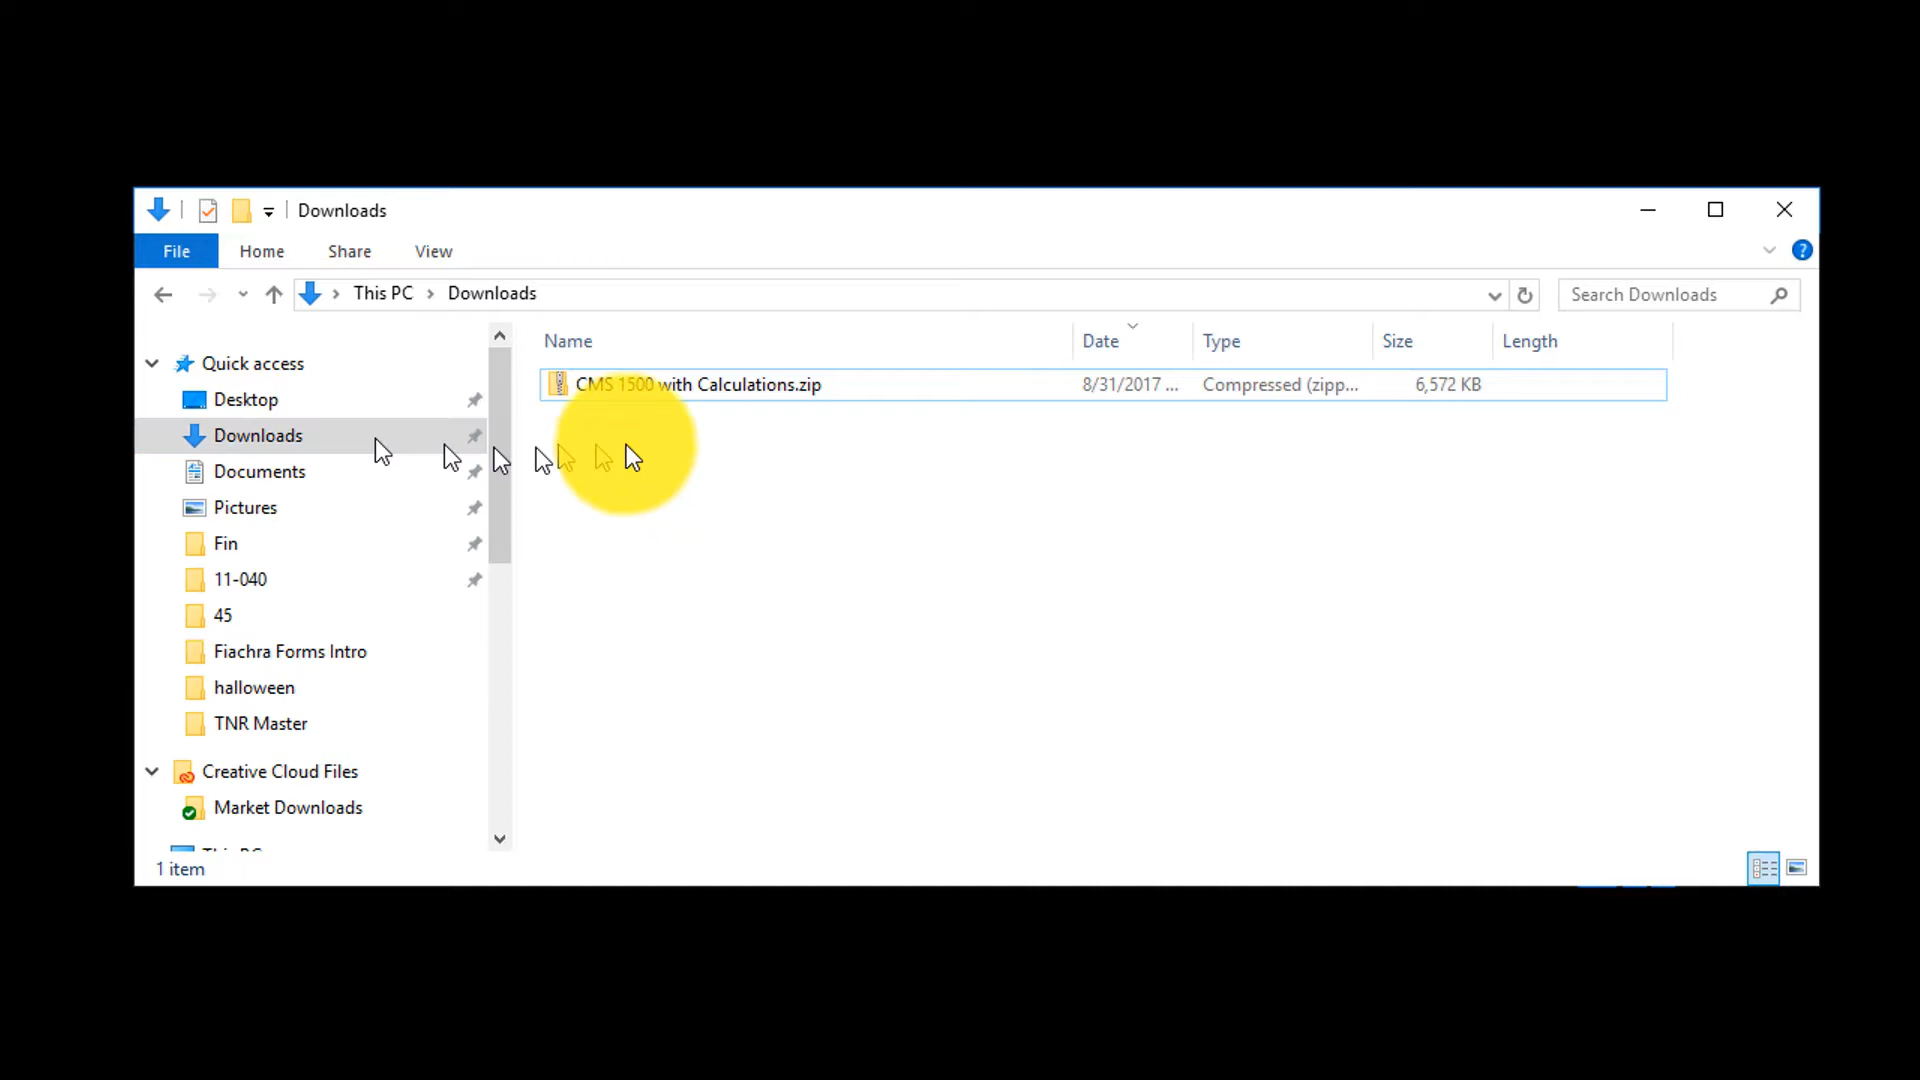 Downloads
File Home Share View
?
This PC > Downloads
Search Downloads
Name Date Type Size Length
CMS 1500 with Calculations.zip 8/31/2017 ... Compressed (zipp... 6,572 KB
Quick access
Desktop
Downloads
Documents
Pictures
Fin
11-040
45
Fiachra Forms Intro
halloween
TNR Master
Creative Cloud Files
Market Downloads
This PC
1 item